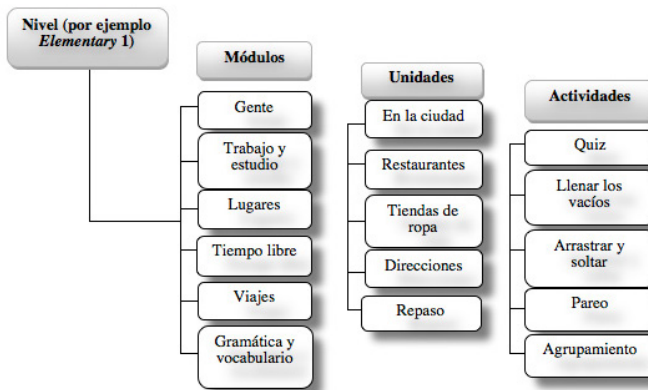 Nivel (por ejemplo
Elementary 1)
Módulos
Gente
Trabajo y
estudio
Lugares
Tiempo libre
Viajes
Gramática y
vocabulario
Unidades
En la ciudad
Restaurantes
Tiendas de
ropa
Direcciones
Repaso
Actividades
Quiz
Llenar los
vacíos
Arrastrar y
soltar
Pareo
Agrupamiento